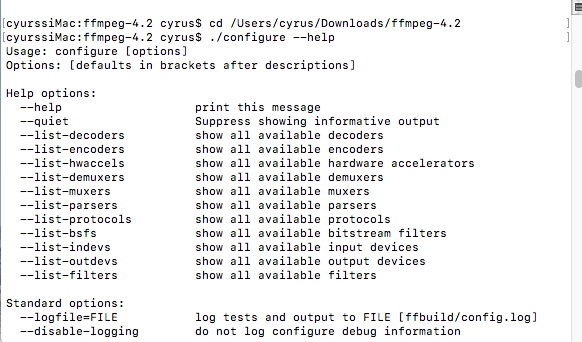 [cyurssiMac:ffmpeg-4.2 cyrus$ cd /Users/cyrus/Downloads/ffmpeg-4.2 ]
[cyurssiMac:ffmpeg-4.2 cyrus$ ./configure --help ]
Usage: configure [options]
Options: [defaults in brackets after descriptions]

Help options:
  --help                   print this message
  --quiet                  Suppress showing informative output
  --list-decoders          show all available decoders
  --list-encoders          show all available encoders
  --list-hwaccels          show all available hardware accelerators
  --list-demuxers          show all available demuxers
  --list-muxers            show all available muxers
  --list-parsers           show all available parsers
  --list-protocols         show all available protocols
  --list-bsfs              show all available bitstream filters
  --list-indevs            show all available input devices
  --list-outdevs           show all available output devices
  --list-filters           show all available filters

Standard options:
  --logfile=FILE           log tests and output to FILE [ffbuild/config.log]
  --disable-logging        do not log configure debug information